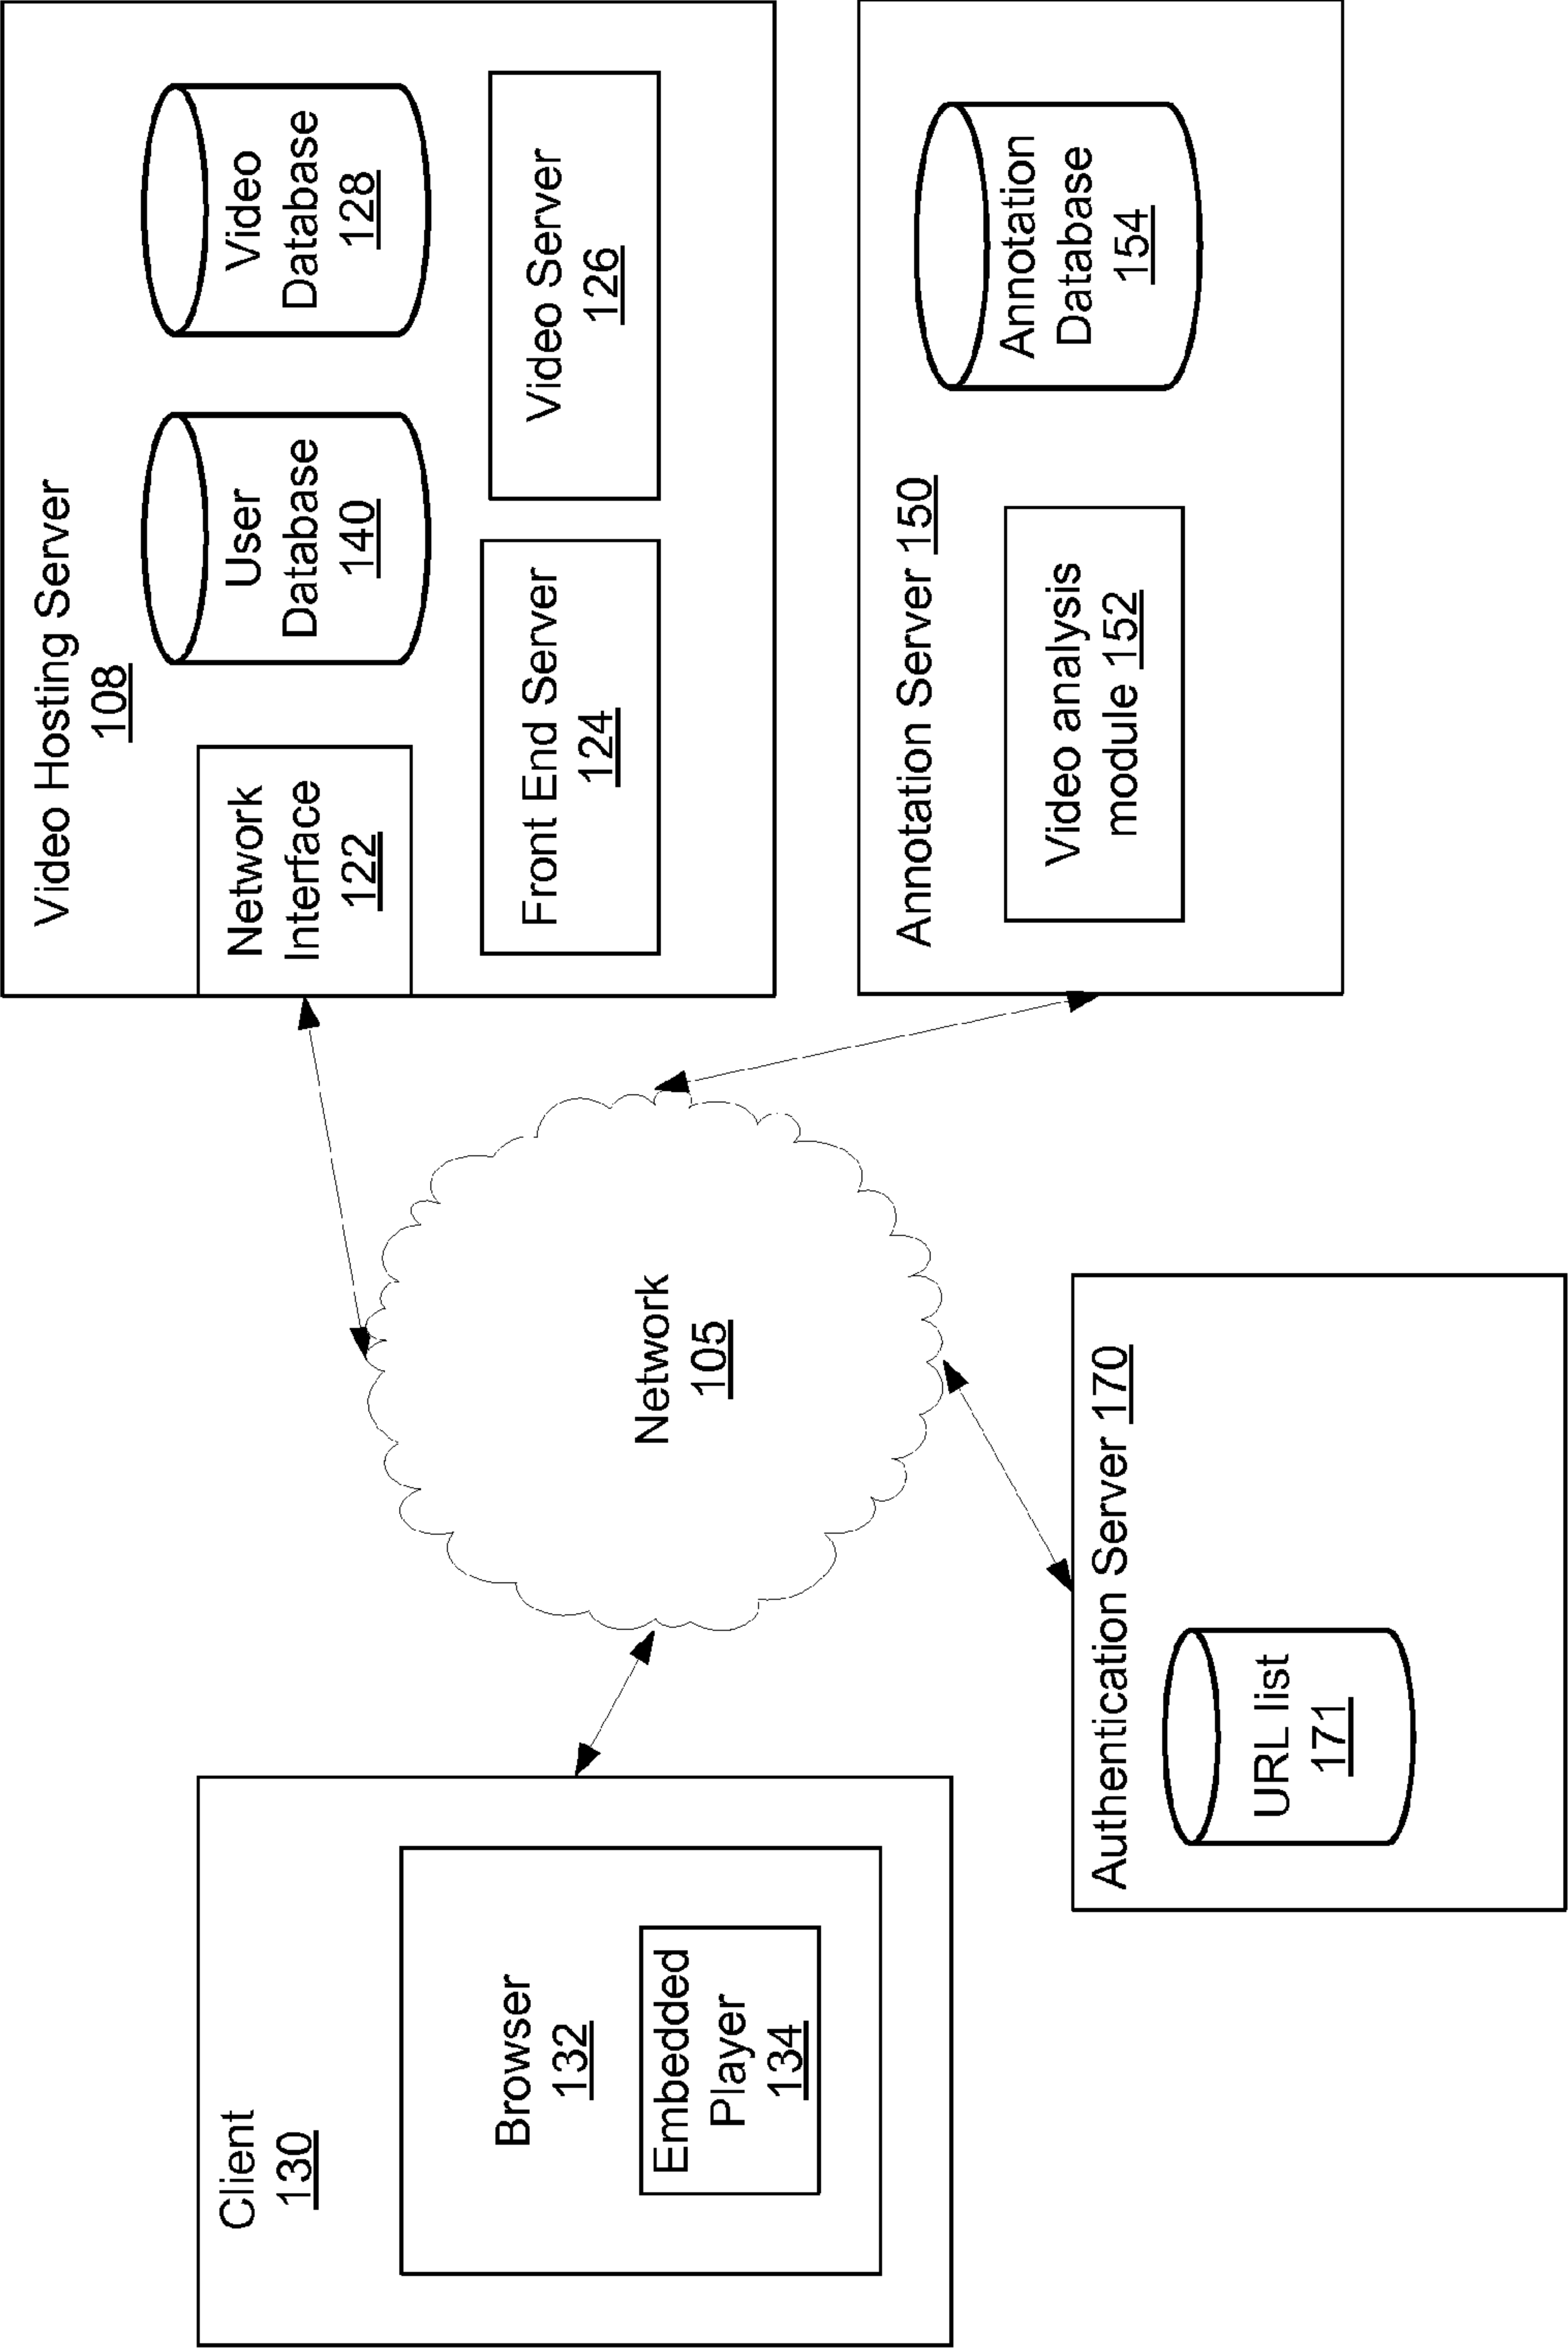 Client
130
Browser
132
Embedded
Player
134
Network
105
Video Hosting Server
108
Network
Interface
122
User
Database
140
Video
Database
128
Front End Server
124
Video Server
126
Authentication Server 170
URL list
171
Annotation Server 150
Video analysis
module 152
Annotation
Database
154